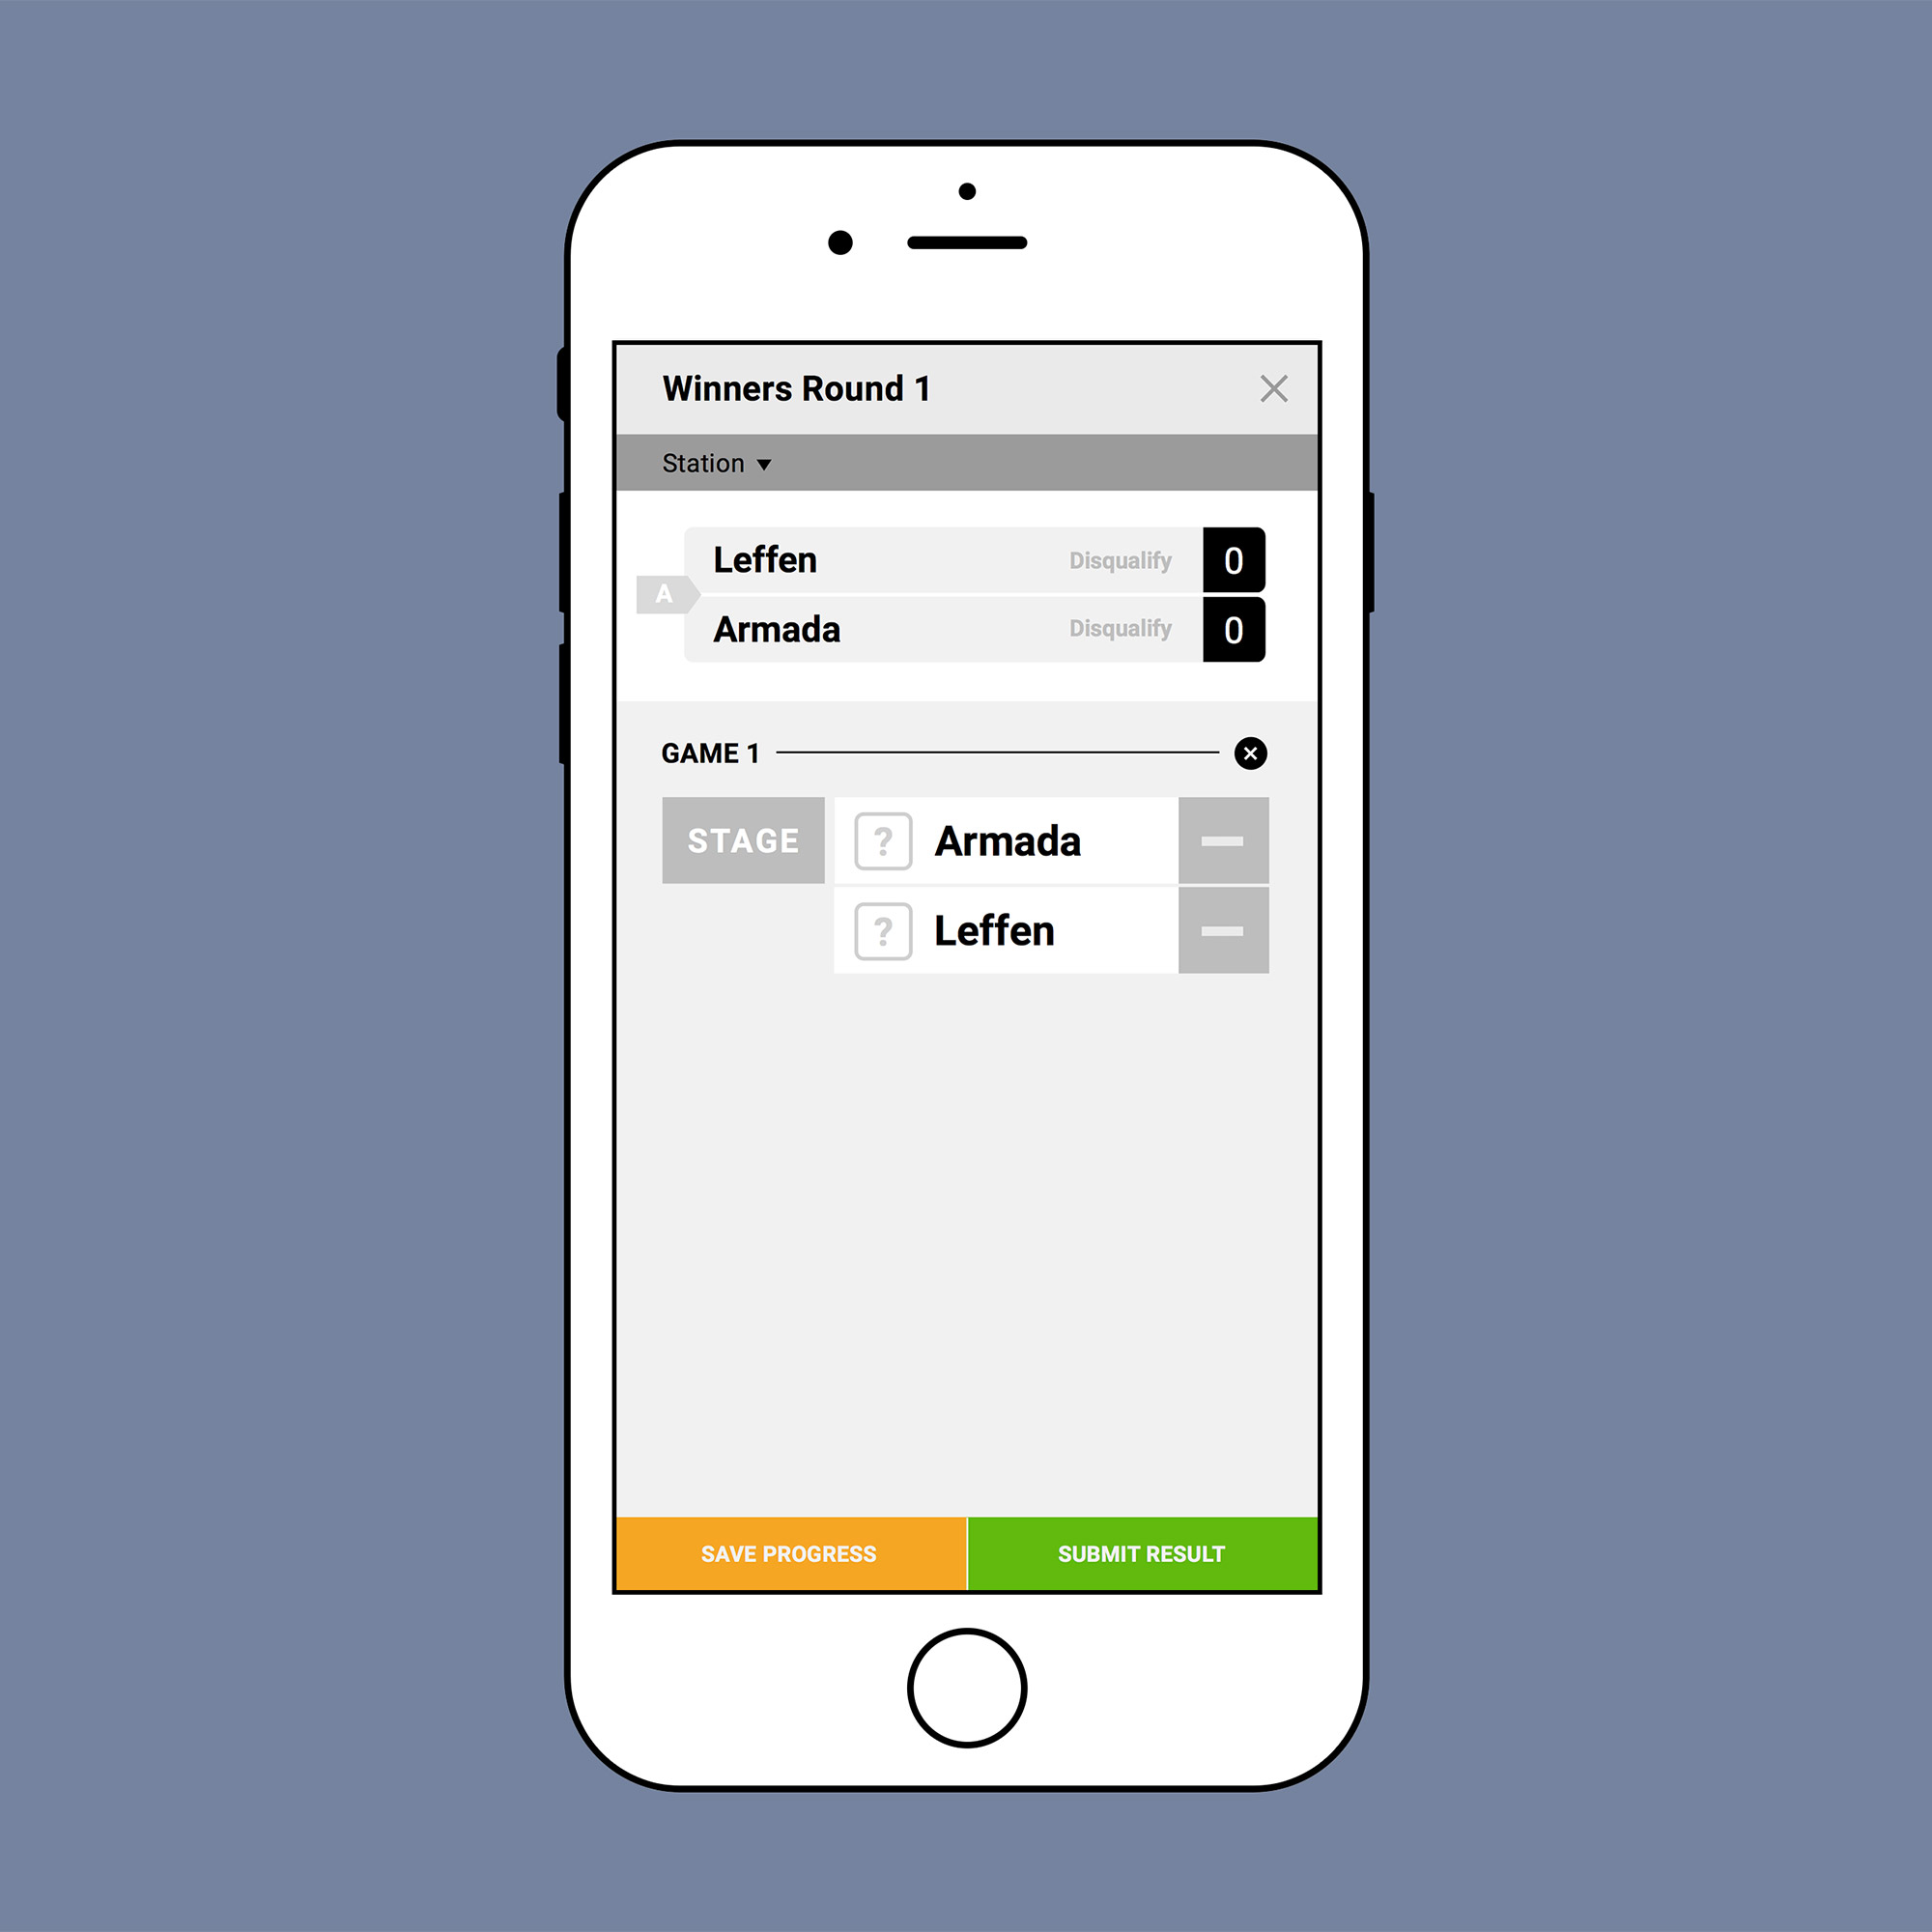 Winners Round 1
Station
Leffen Disqualify 0
A
Armada Disqualify 0
GAME 1
STAGE ? Armada
? Leffen
SAVE PROGRESS SUBMIT RESULT